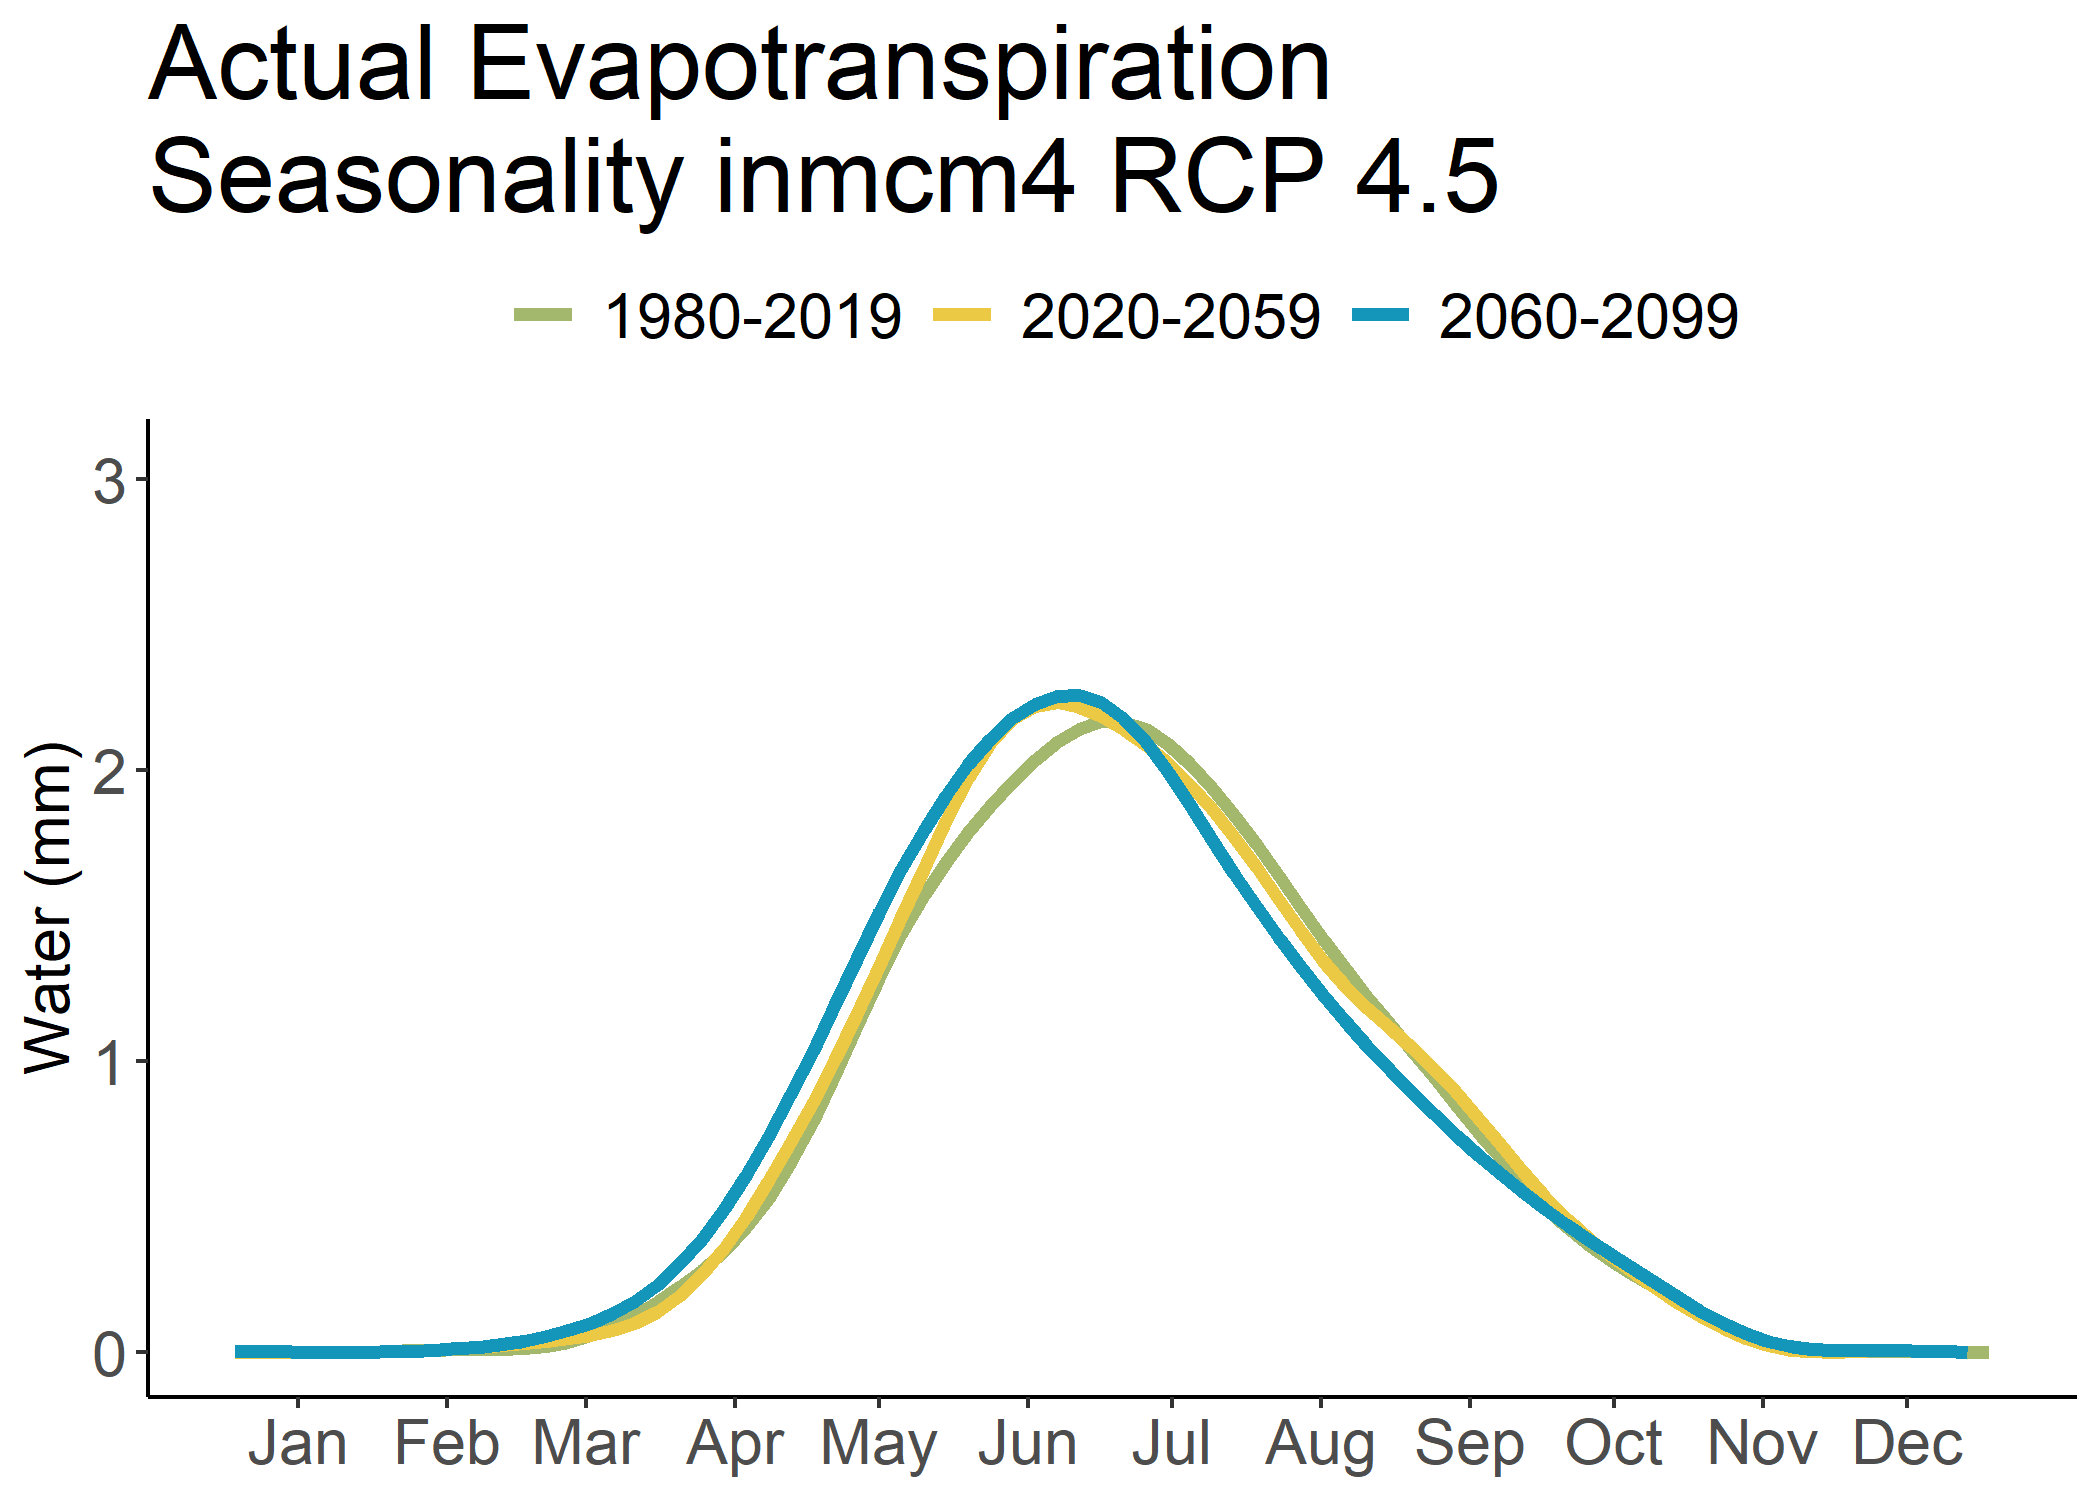 Actual Evapotranspiration
Seasonality inmcm4 RCP 4.5
1980-2019 2020-2059 2060-2099
Water (mm)
3
2
1
0
Jan Feb Mar Apr May Jun Jul Aug Sep Oct Nov Dec